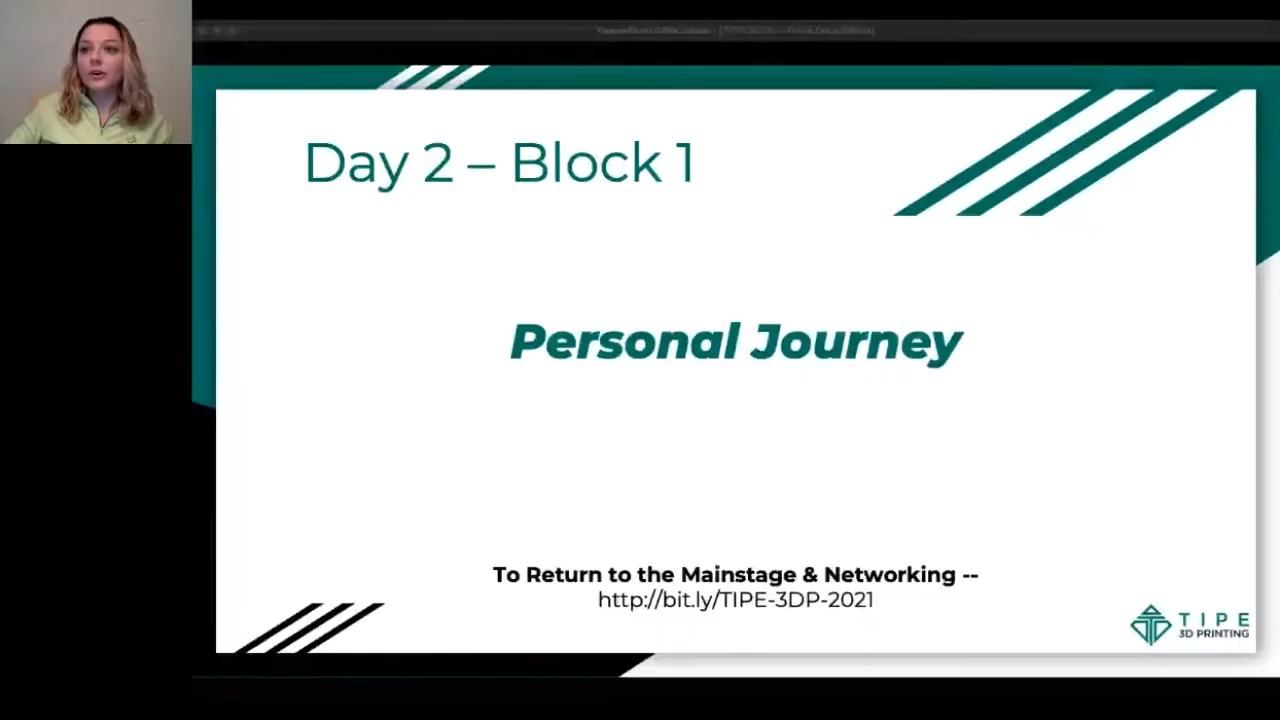 Day 2 – Block 1
Personal Journey
To Return to the Mainstage & Networking --
http://bit.ly/TIPE-3DP-2021
TIPE
3D PRINTING